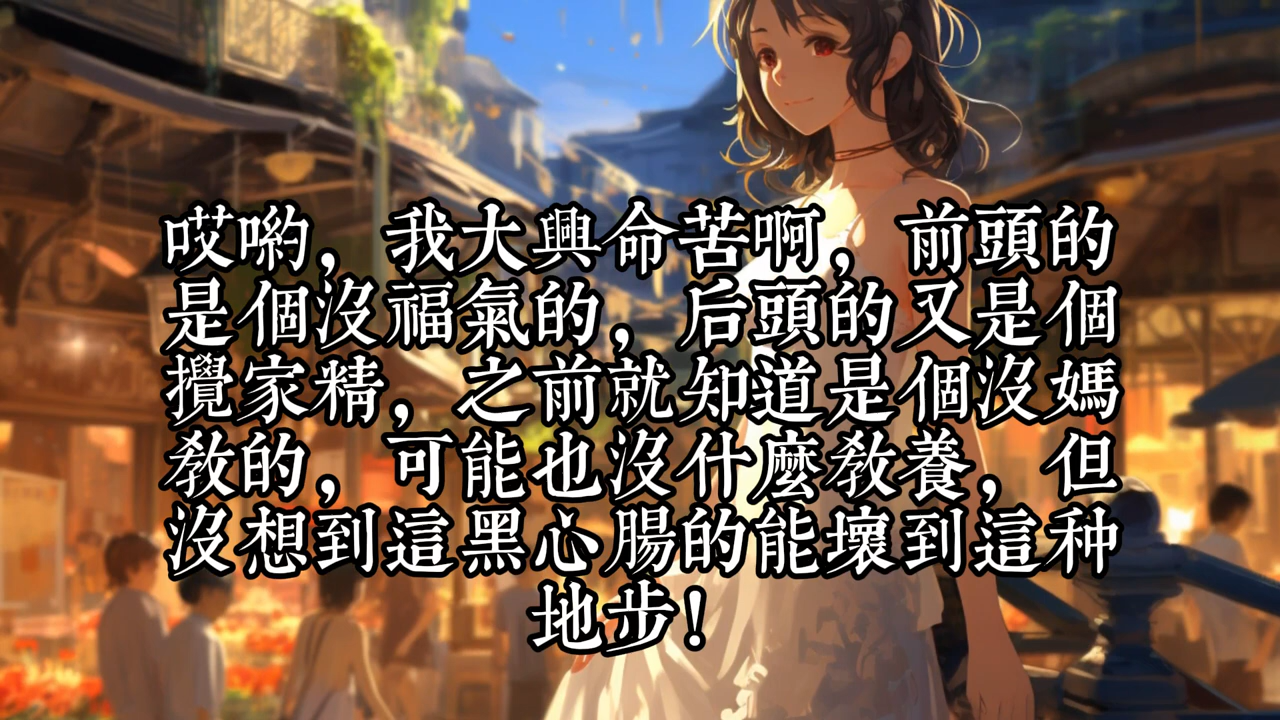 哎喲，我大興命苦啊，前頭的
是個沒福氣的，后頭的又是個
攪家精，之前就知道是個沒媽
教的，可能也沒什麼教養，但
沒想到這黑心腸的能壞到這种
地步！